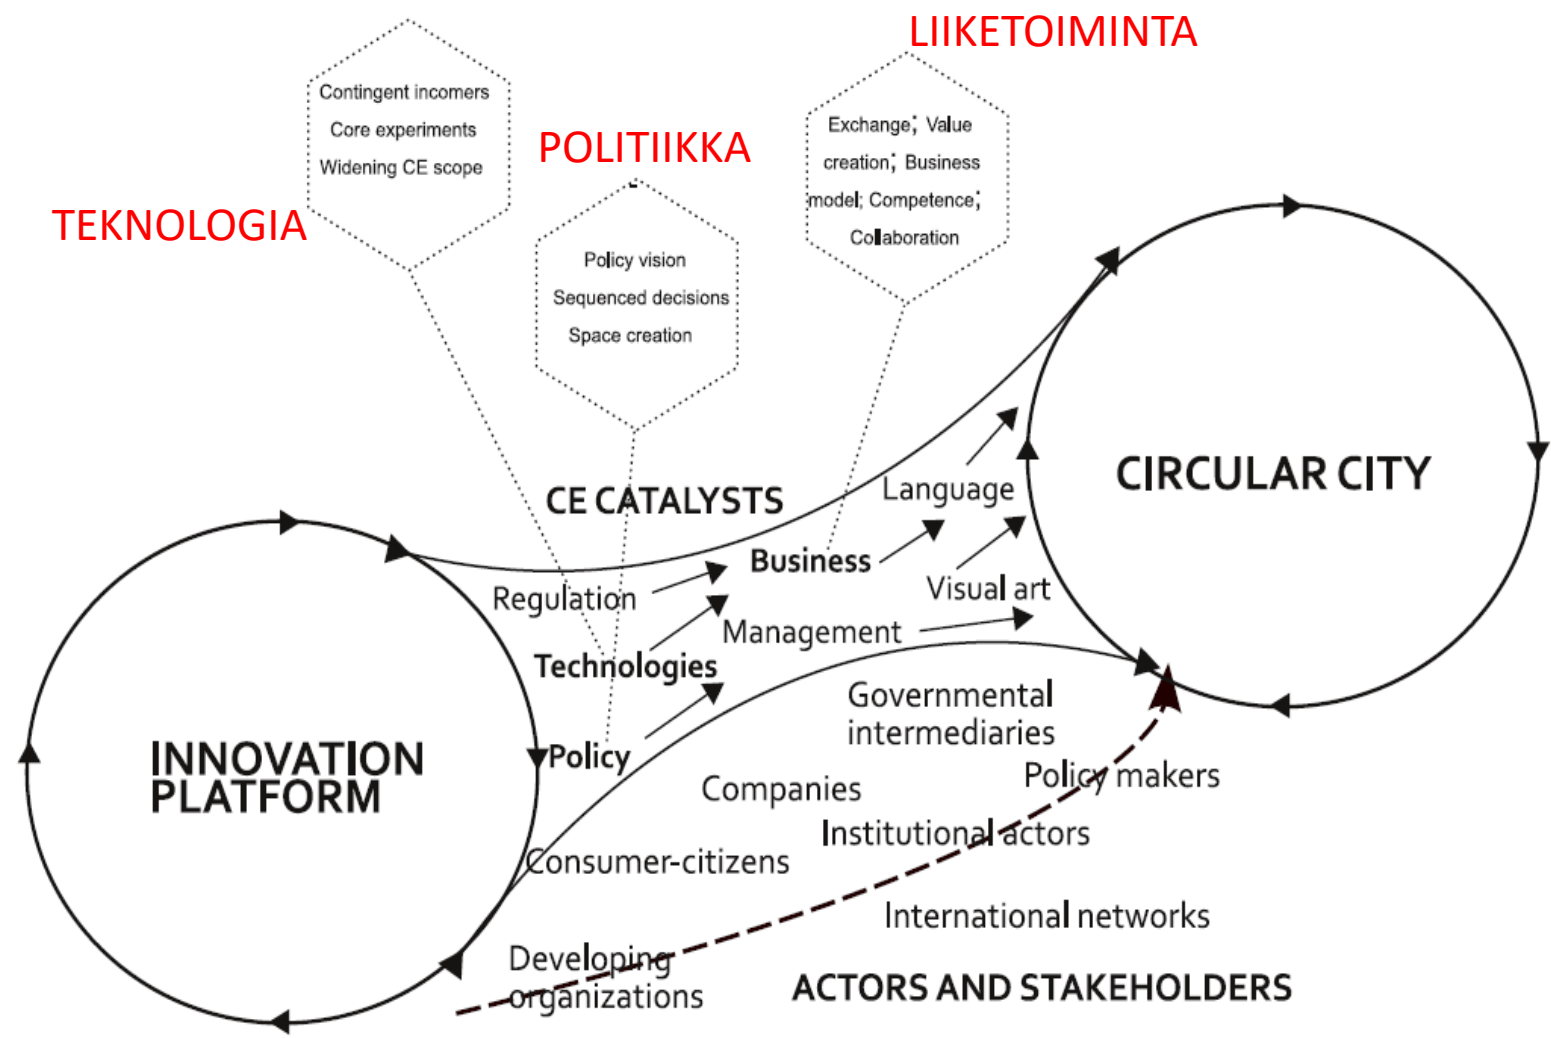 LIIKETOIMINTA
Contingent incomers
Core experiments
Widening CE scope
TEKNOLOGIA
POLITIIKKA
Exchange; Value
creation; Business
model; Competence;
Collaboration
Policy vision
Sequenced decisions
Space creation
CE CATALYSTS
Regulation
Technologies
Policy
Business
Management
Language
Visual art
CIRCULAR CITY
INNOVATION
PLATFORM
Governmental
intermediaries
Companies
Policy makers
Institutional actors
Consumer-citizens
International networks
Developing
organizations
ACTORS AND STAKEHOLDERS